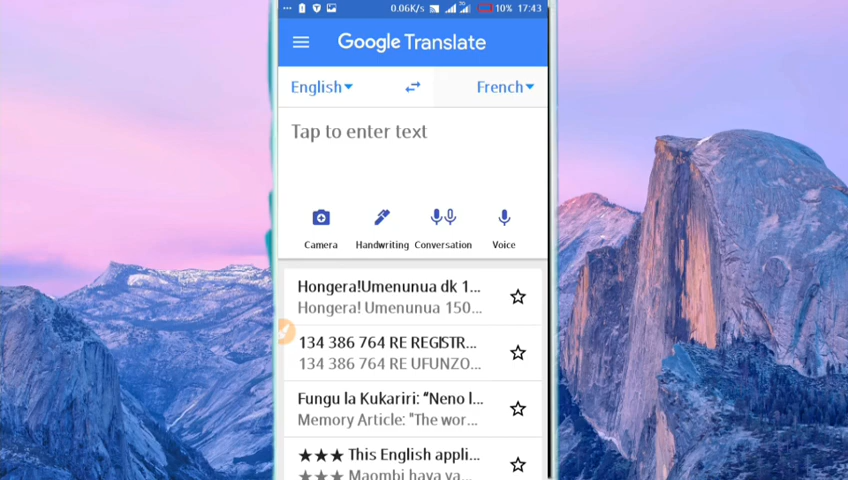 0.06K/s 3G 10% 17:43
Google Translate
English French
Tap to enter text
Camera Handwriting Conversation Voice
Hongera!Umenunua dk 1...
Hongera! Umenunua 150...
134 386 764 RE REGISTR...
134 386 764 RE UFUNZO...
Fungu la Kukariri: “Neno l...
Memory Article: "The wor...
★★★ This English appli...
★★★ Maombi haya ya...